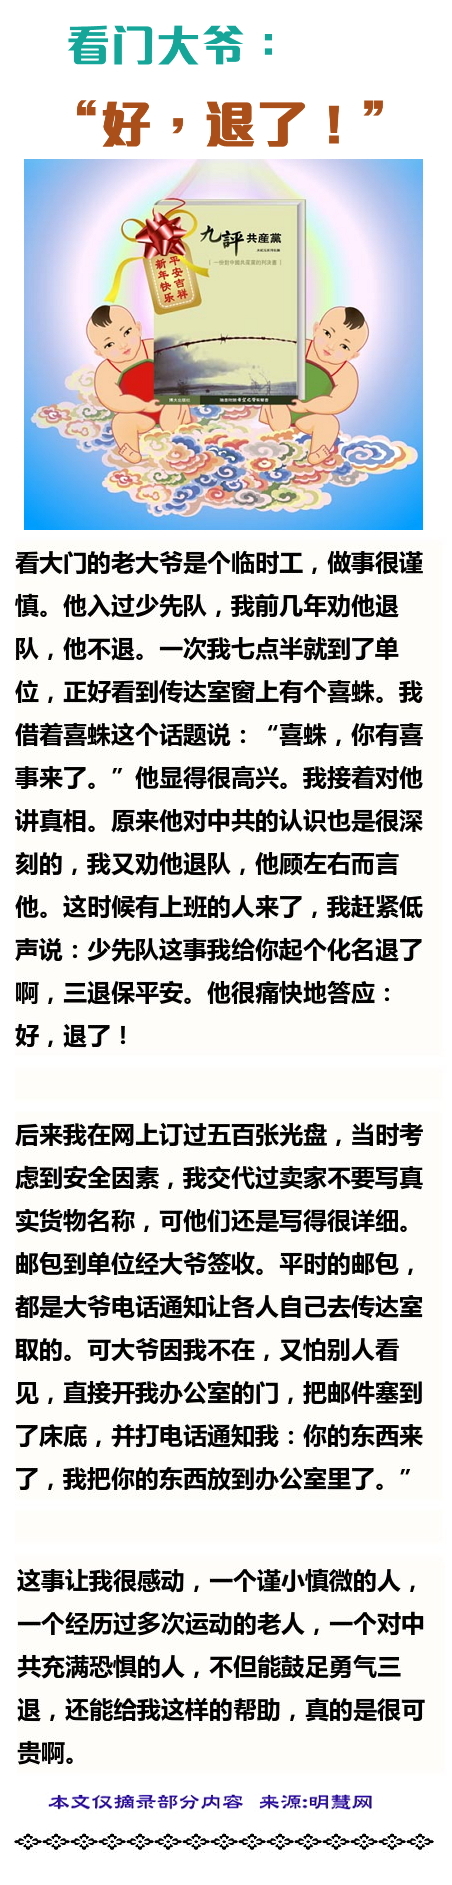 看门大爷：
“好，退了！”
九評共産黨
新年快乐
平安吉祥
看大门的老大爷是个临时工，做事很谨
慎。他入过少先队，我前几年劝他退
队，他不退。一次我七点半就到了单
位，正好看到传达室窗上有个喜蛛。我
借着喜蛛这个话题说：“喜蛛，你有喜
事来了。”他显得很高兴。我接着对他
讲真相。原来他对中共的认识也是很深
刻的，我又劝他退队，他顾左右而言
他。这时候有上班的人来了，我赶紧低
声说：少先队这事我给你起个化名退了
啊，三退保平安。他很痛快地答应：
好，退了！
后来我在网上订过五百张光盘，当时考
虑到安全因素，我交代过卖家不要写真
实货物名称，可他们还是写得很详细。
邮包到单位经大爷签收。平时的邮包，
都是大爷电话通知让各人自己去传达室
取的。可大爷因我不在，又怕别人看
见，直接开我办公室的门，把邮件塞到
了床底，并打电话通知我：你的东西来
了，我把你的东西放到办公室里了。”
这事让我很感动，一个谨小慎微的人，
一个经历过多次运动的老人，一个对中
共充满恐惧的人，不但能鼓足勇气三
退，还能给我这样的帮助，真的是很可
贵啊。
本文仅摘录部分内容 来源:明慧网